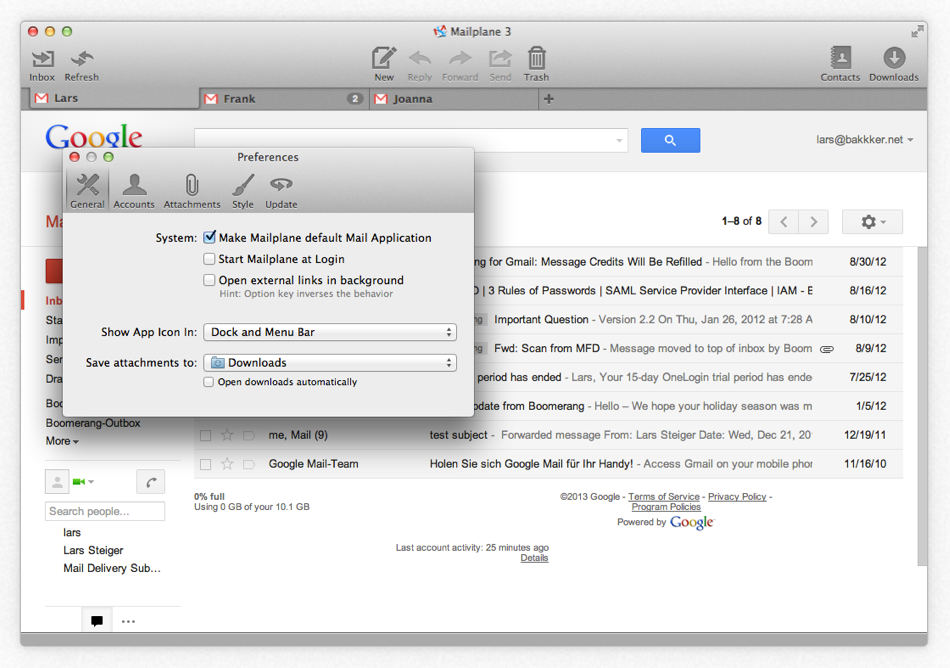 Mailplane 3
Inbox Refresh New Reply Forward Send Trash Contacts Downloads
Lars Frank 2 Joanna +
Google lars@bakkker.net
Preferences
General Accounts Attachments Style Update
1–8 of 8
System: Make Mailplane default Mail Application
Start Mailplane at Login
Open external links in background
Hint: Option key inverses the behavior
Show App Icon In: Dock and Menu Bar
Save attachments to: Downloads
Open downloads automatically
for Gmail: Message Credits Will Be Refilled - Hello from the Boom 8/30/12
| 3 Rules of Passwords | SAML Service Provider Interface | IAM - E 8/16/12
Important Question - Version 2.2 On Thu, Jan 26, 2012 at 7:28 A 8/10/12
Fwd: Scan from MFD - Message moved to top of inbox by Boom 8/9/12
period has ended - Lars, Your 15-day OneLogin trial period has ende 7/25/12
from Boomerang - Hello – We hope your holiday season was m 1/5/12
Boomerang-Outbox
More
me, Mail (9) test subject - Forwarded message From: Lars Steiger Date: Wed, Dec 21, 20 12/19/11
Google Mail-Team Holen Sie sich Google Mail für Ihr Handy! - Access Gmail on your mobile phor 11/16/10
0% full
Using 0 GB of your 10.1 GB
©2013 Google - Terms of Service - Privacy Policy -
Program Policies
Powered by Google
Search people...
lars
Lars Steiger
Mail Delivery Sub...
Last account activity: 25 minutes ago
Details